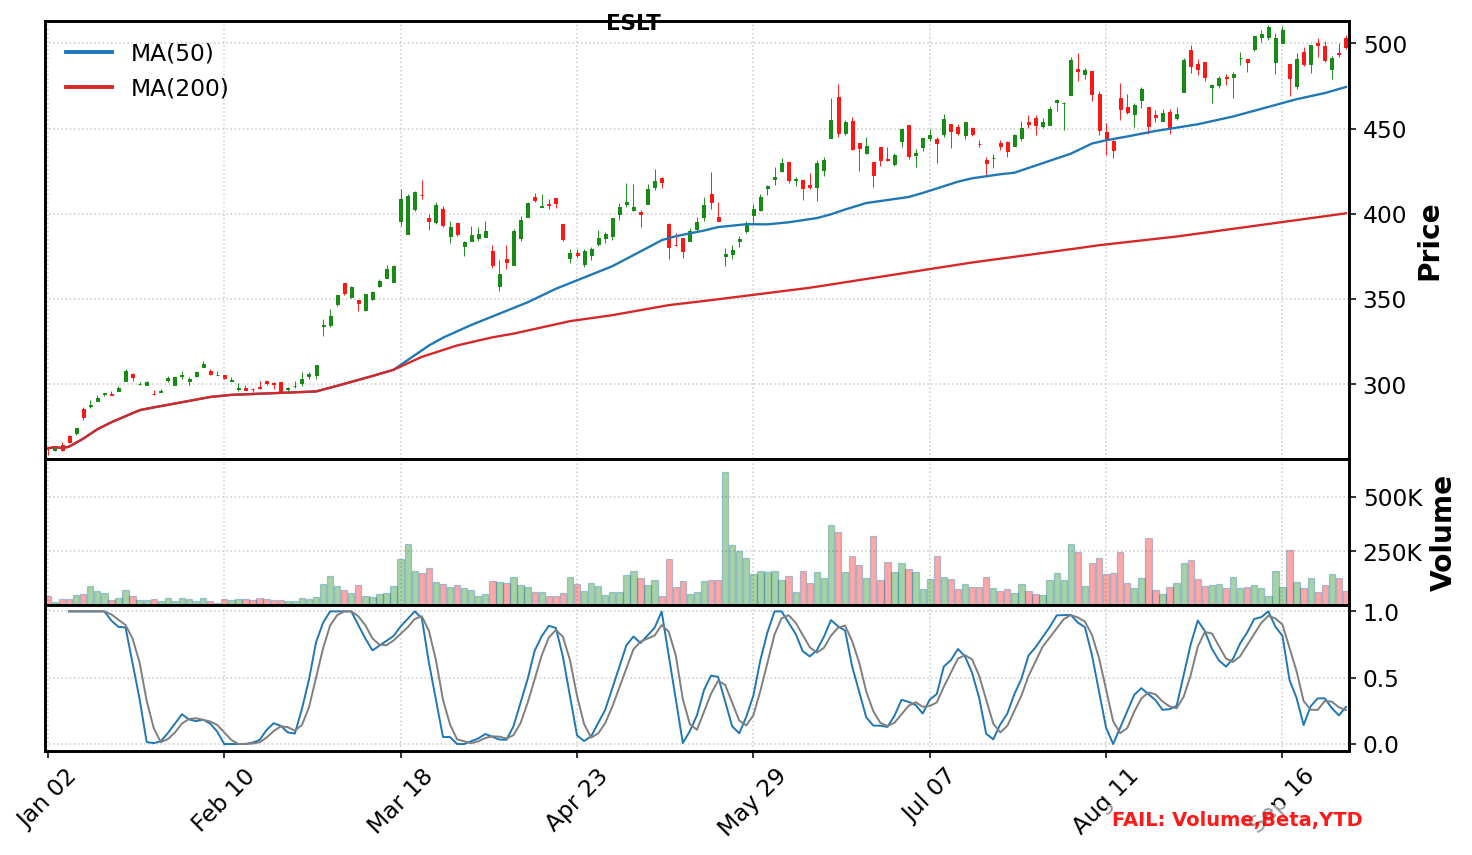 ESLT
MA(50)
MA(200)
500
450
400
350
300
Price
500K
250K
Volume
1.0
0.5
0.0
Jan 02
Feb 10
Mar 18
Apr 23
May 29
Jul 07
Aug 11
Sep 16
FAIL: Volume,Beta,YTD